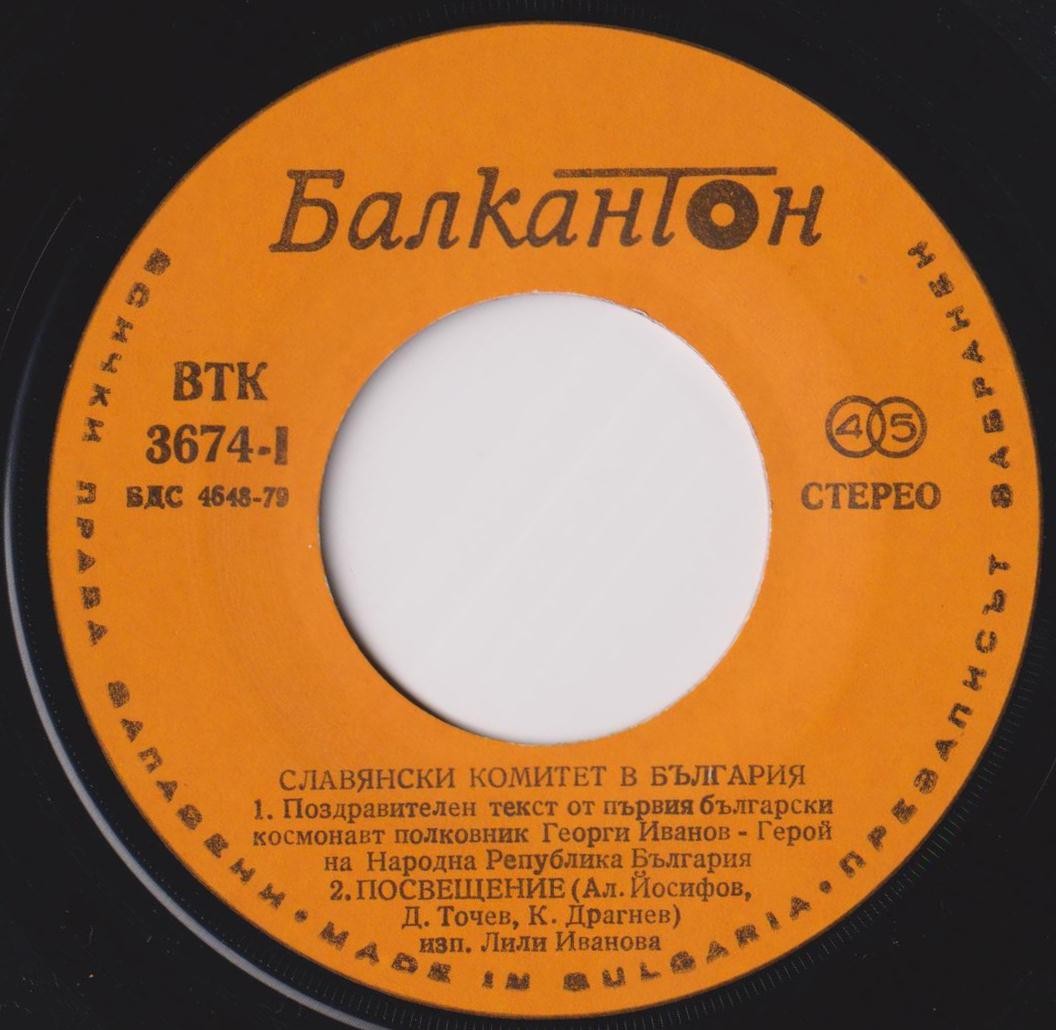 Балкантон
ВТК
3674-I
БДС 4648-79
45
СТЕРЕО
СЛАВЯНСКИ КОМИТЕТ В БЪЛГАРИЯ
1. Поздравителен текст от първия български
космонавт полковник Георги Иванов - Герой
на Народна Република България
2. ПОСВЕЩЕНИЕ (Ал. Йосифов,
Д. Точев, К. Драгнев)
изп. Лили Иванова
ВСИЧКИ ПРАВА ЗАПАЗЕНИ • MADE IN BULGARIA • ПРЕЗАПИСЪТ ЗАБРАНЕН